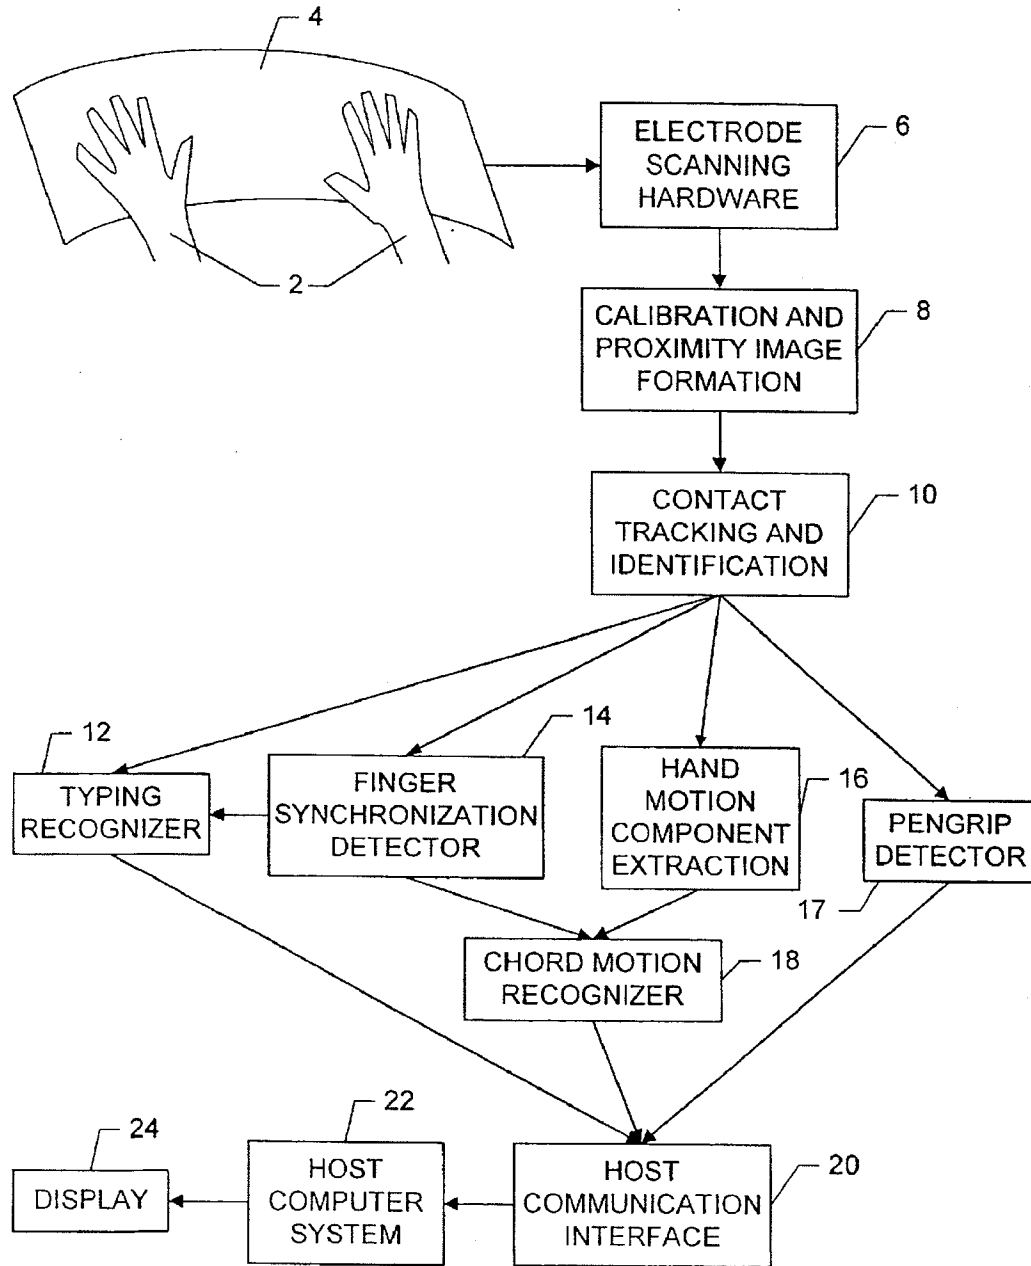 4
ELECTRODE
SCANNING
HARDWARE
6
2
CALIBRATION AND
PROXIMITY IMAGE
FORMATION
8
CONTACT
TRACKING AND
IDENTIFICATION
10
12
TYPING
RECOGNIZER
14
FINGER
SYNCHRONIZATION
DETECTOR
HAND
MOTION
COMPONENT
EXTRACTION
16
PENGRIP
DETECTOR
17
CHORD MOTION
RECOGNIZER
18
24
DISPLAY
22
HOST
COMPUTER
SYSTEM
HOST
COMMUNICATION
INTERFACE
20